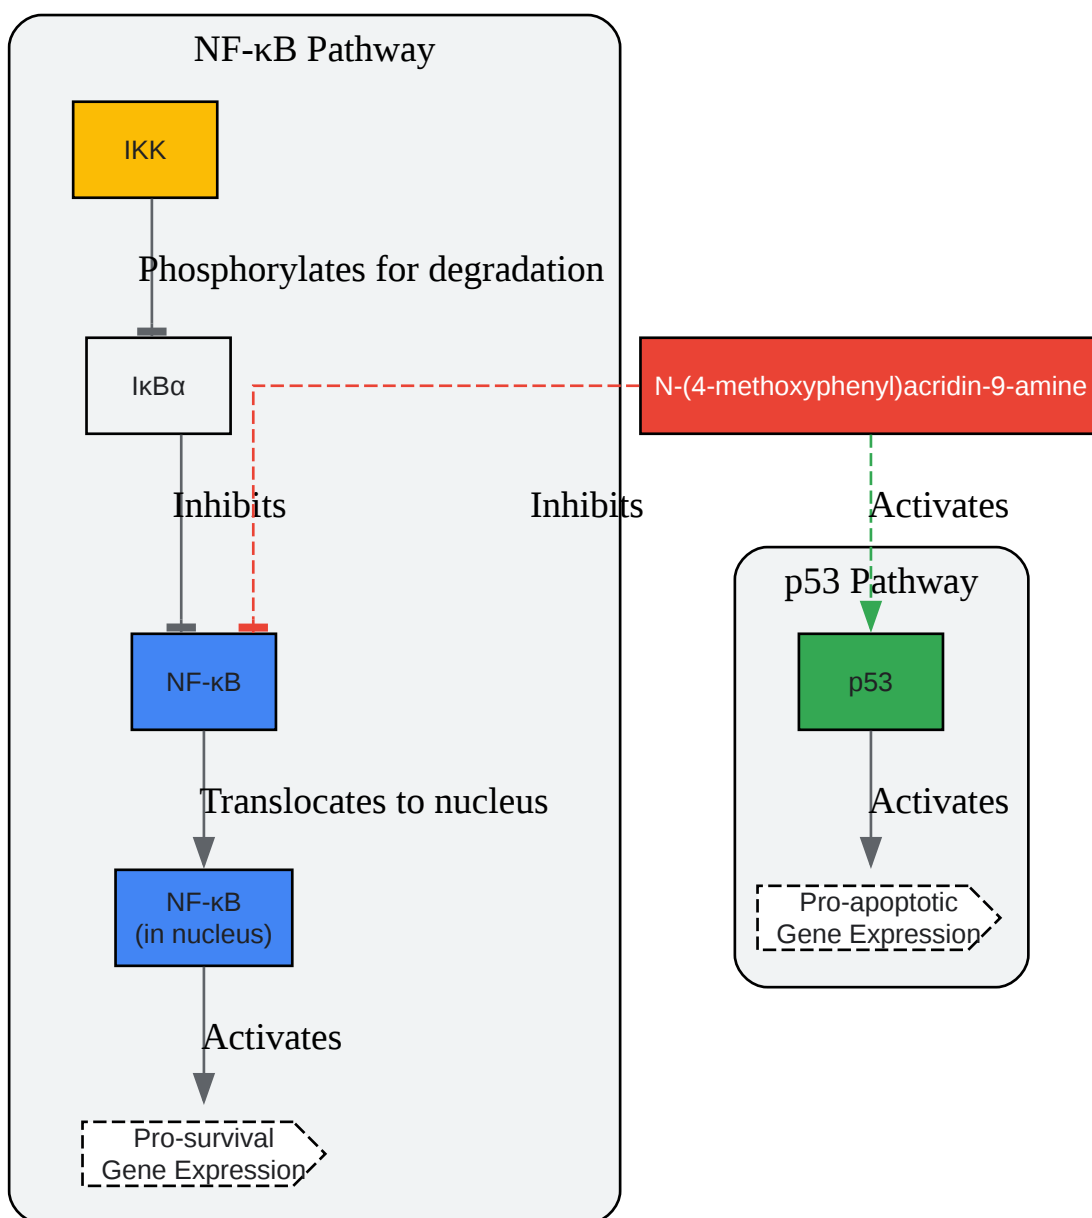 NF-κB Pathway
IKK
Phosphorylates for degradation
IκBα
N-(4-methoxyphenyl)acridin-9-amine
Inhibits
Inhibits
Activates
p53 Pathway
NF-κB
p53
Translocates to nucleus
Activates
NF-κB
(in nucleus)
Pro-apoptotic
Gene Expression
Activates
Pro-survival
Gene Expression